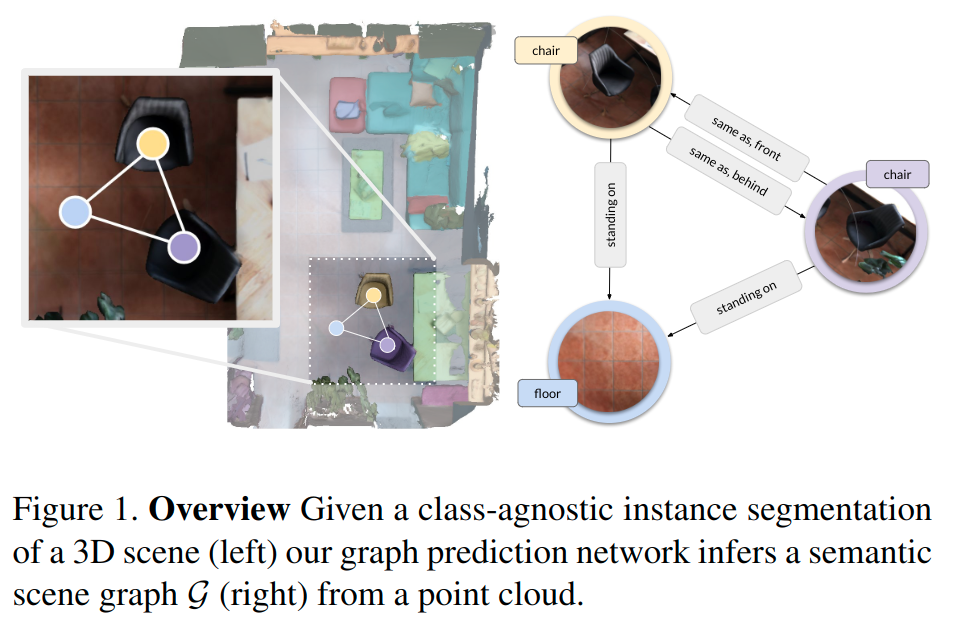 chair
same as, front
same as, behind
chair
standing on
standing on
floor
Figure 1. Overview Given a class-agnostic instance segmentation
of a 3D scene (left) our graph prediction network infers a semantic
scene graph 𝒢 (right) from a point cloud.